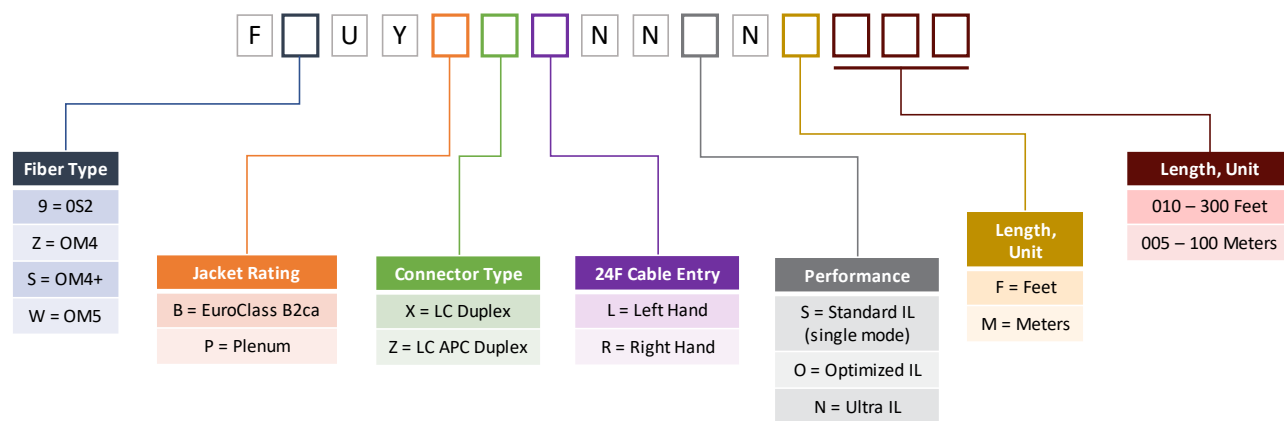 F U Y N N N
Fiber Type
9 = 0S2
Z = OM4
S = OM4+
W = OM5
Jacket Rating
B = EuroClass B2ca
P = Plenum
Connector Type
X = LC Duplex
Z = LC APC Duplex
24F Cable Entry
L = Left Hand
R = Right Hand
Performance
S = Standard IL
(single mode)
O = Optimized IL
N = Ultra IL
Length,
Unit
F = Feet
M = Meters
Length, Unit
010 – 300 Feet
005 – 100 Meters